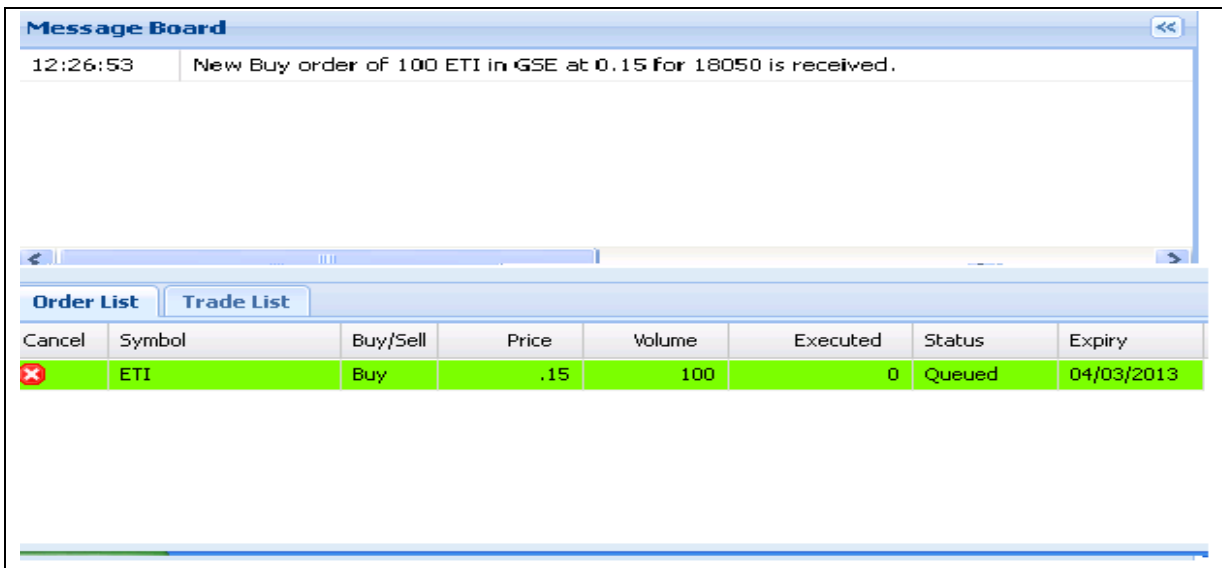 Message Board
12:26:53 New Buy order of 100 ETI in GSE at 0.15 for 18050 is received.
Order List Trade List
Cancel Symbol Buy/Sell Price Volume Executed Status Expiry
ETI Buy .15 100 0 Queued 04/03/2013